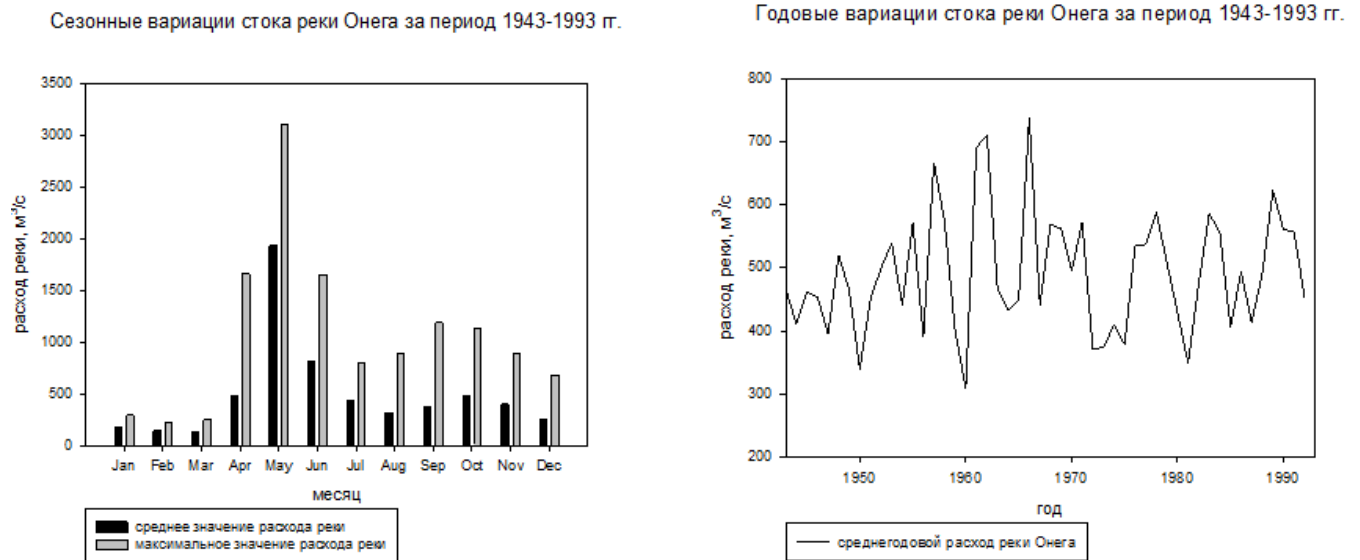 Сезонные вариации стока реки Онега за период 1943-1993 гг.
3500
3000
2500
2000
1500
1000
500
0
расход реки, м³/с
Jan Feb Mar Apr May Jun Jul Aug Sep Oct Nov Dec
месяц
среднее значение расхода реки
максимальное значение расхода реки
Годовые вариации стока реки Онега за период 1943-1993 гг.
800
700
600
500
400
300
200
расход реки, м³/с
1950 1960 1970 1980 1990
год
среднегодовой расход реки Онега